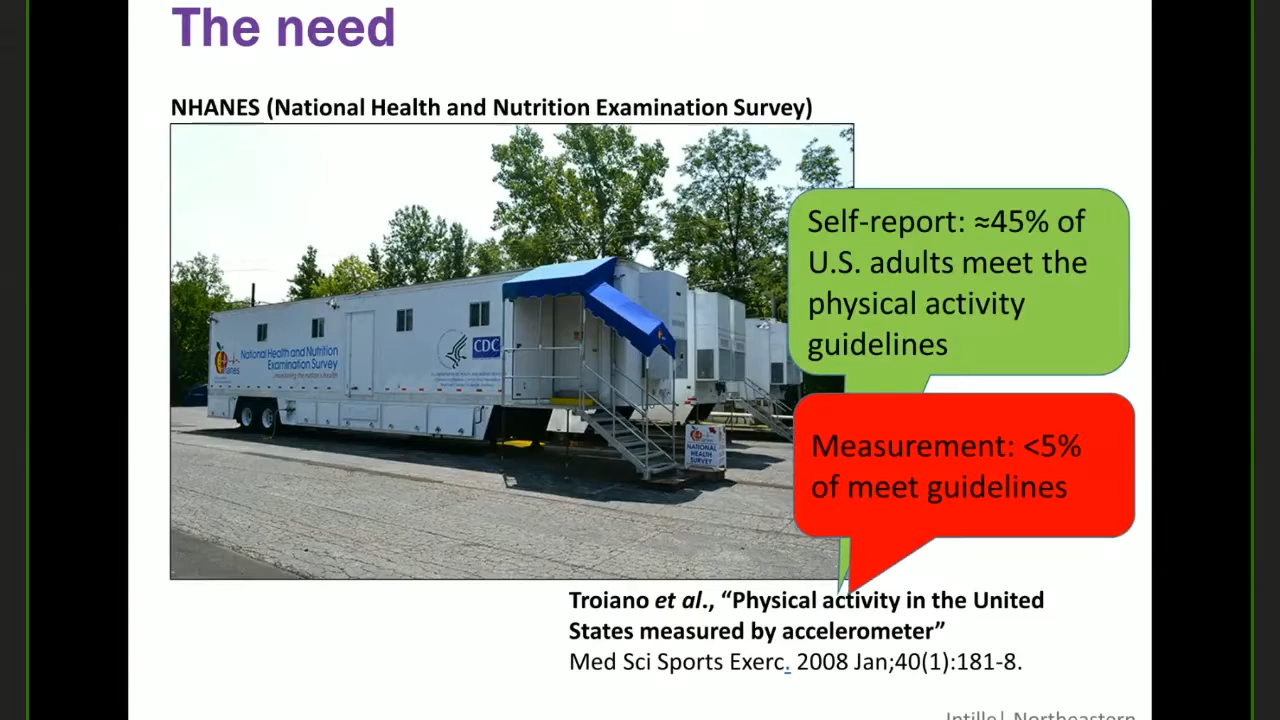 The need
NHANES (National Health and Nutrition Examination Survey)
Self-report: ≈45% of
U.S. adults meet the
physical activity
guidelines
National Health and Nutrition
Examination Survey
CDC
Measurement: <5%
of meet guidelines
NATIONAL
HEALTH
SURVEY
Troiano et al., “Physical activity in the United
States measured by accelerometer”
Med Sci Sports Exerc. 2008 Jan;40(1):181-8.
Intille| Northeastern